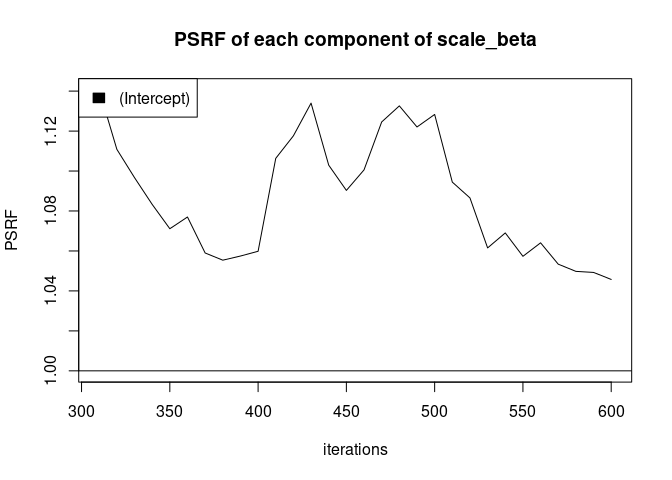 PSRF of each component of scale_beta
(Intercept)
PSRF
1.12
1.08
1.04
1.00
300 350 400 450 500 550 600
iterations